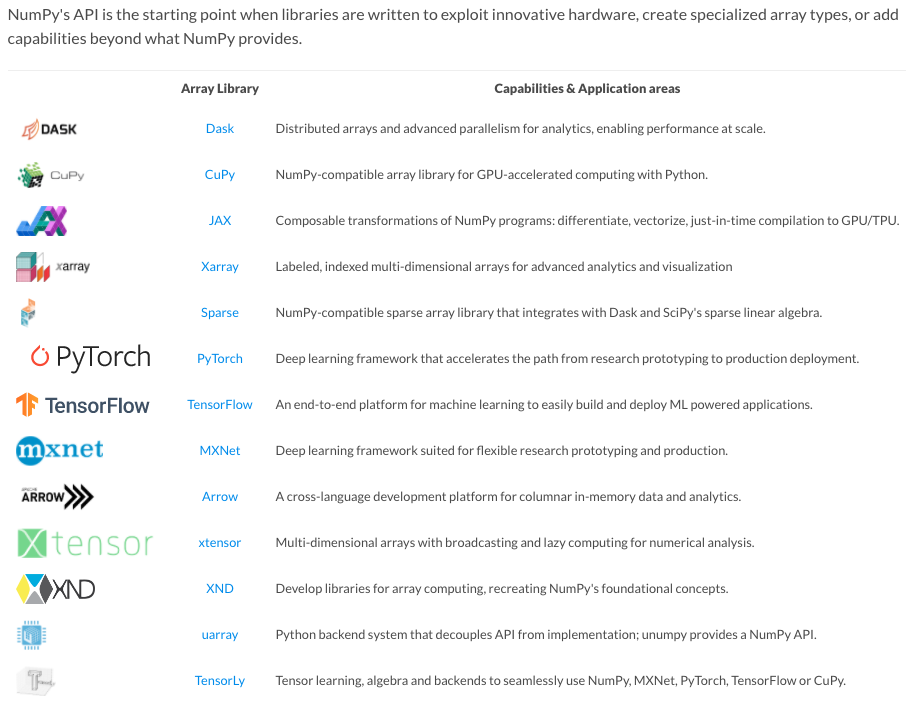 NumPy's API is the starting point when libraries are written to exploit innovative hardware, create specialized array types, or add
capabilities beyond what NumPy provides.
Array Library Capabilities & Application areas
DASK Dask Distributed arrays and advanced parallelism for analytics, enabling performance at scale.
CuPy CuPy NumPy-compatible array library for GPU-accelerated computing with Python.
JAX JAX Composable transformations of NumPy programs: differentiate, vectorize, just-in-time compilation to GPU/TPU.
xarray Xarray Labeled, indexed multi-dimensional arrays for advanced analytics and visualization
Sparse NumPy-compatible sparse array library that integrates with Dask and SciPy's sparse linear algebra.
PyTorch PyTorch Deep learning framework that accelerates the path from research prototyping to production deployment.
TensorFlow TensorFlow An end-to-end platform for machine learning to easily build and deploy ML powered applications.
mxnet MXNet Deep learning framework suited for flexible research prototyping and production.
ARROW Arrow A cross-language development platform for columnar in-memory data and analytics.
Xtensor xtensor Multi-dimensional arrays with broadcasting and lazy computing for numerical analysis.
XND XND Develop libraries for array computing, recreating NumPy's foundational concepts.
uarray Python backend system that decouples API from implementation; unumpy provides a NumPy API.
TensorLy Tensor learning, algebra and backends to seamlessly use NumPy, MXNet, PyTorch, TensorFlow or CuPy.